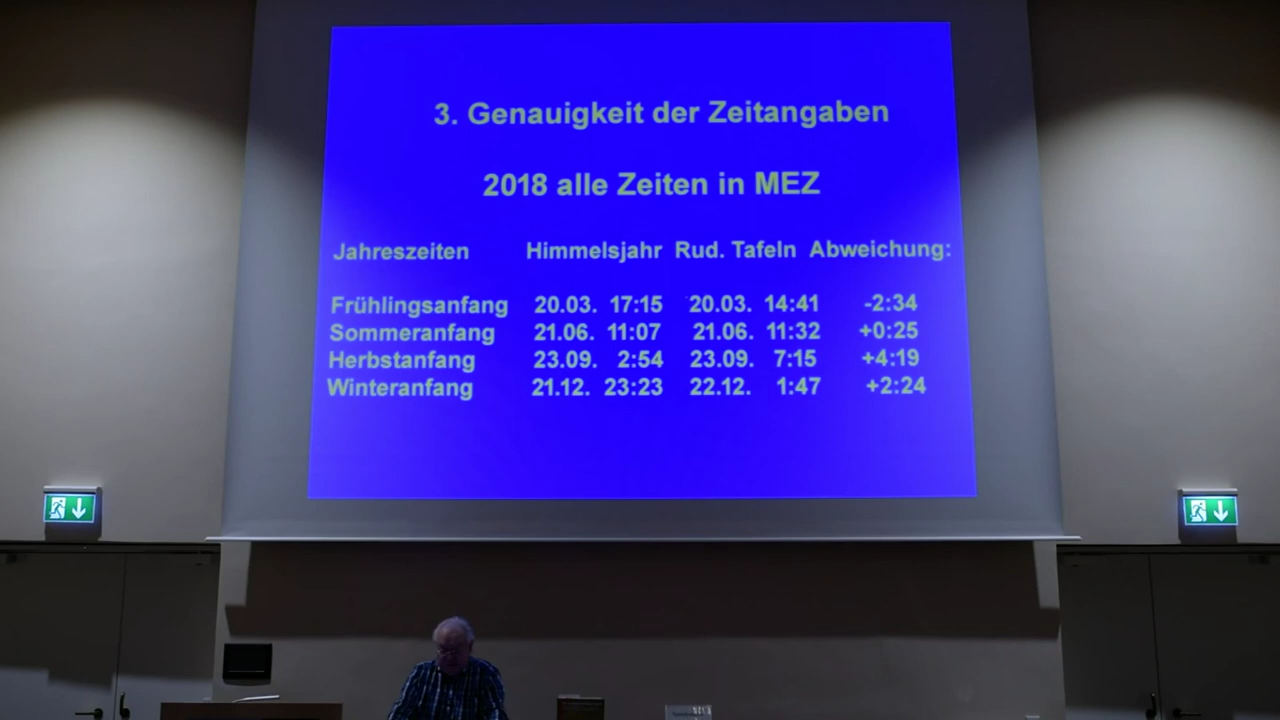 3. Genauigkeit der Zeitangaben
2018 alle Zeiten in MEZ
Jahreszeiten Himmelsjahr Rud. Tafeln Abweichung:
Frühlingsanfang 20.03. 17:15 20.03. 14:41 -2:34
Sommeranfang 21.06. 11:07 21.06. 11:32 +0:25
Herbstanfang 23.09. 2:54 23.09. 7:15 +4:19
Winteranfang 21.12. 23:23 22.12. 1:47 +2:24